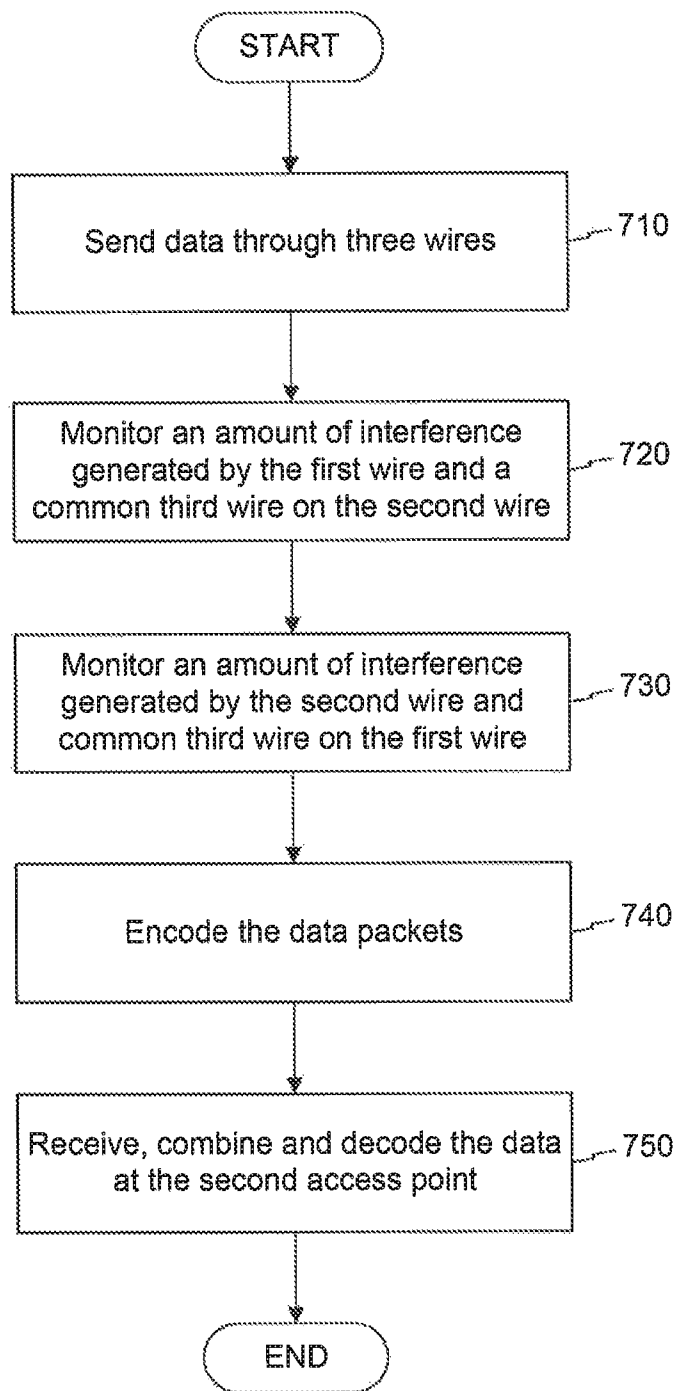 START
Send data through three wires
710
Monitor an amount of interference
generated by the first wire and a
common third wire on the second wire
720
Monitor an amount of interference
generated by the second wire and
common third wire on the first wire
730
Encode the data packets
740
Receive, combine and decode the data
at the second access point
750
END